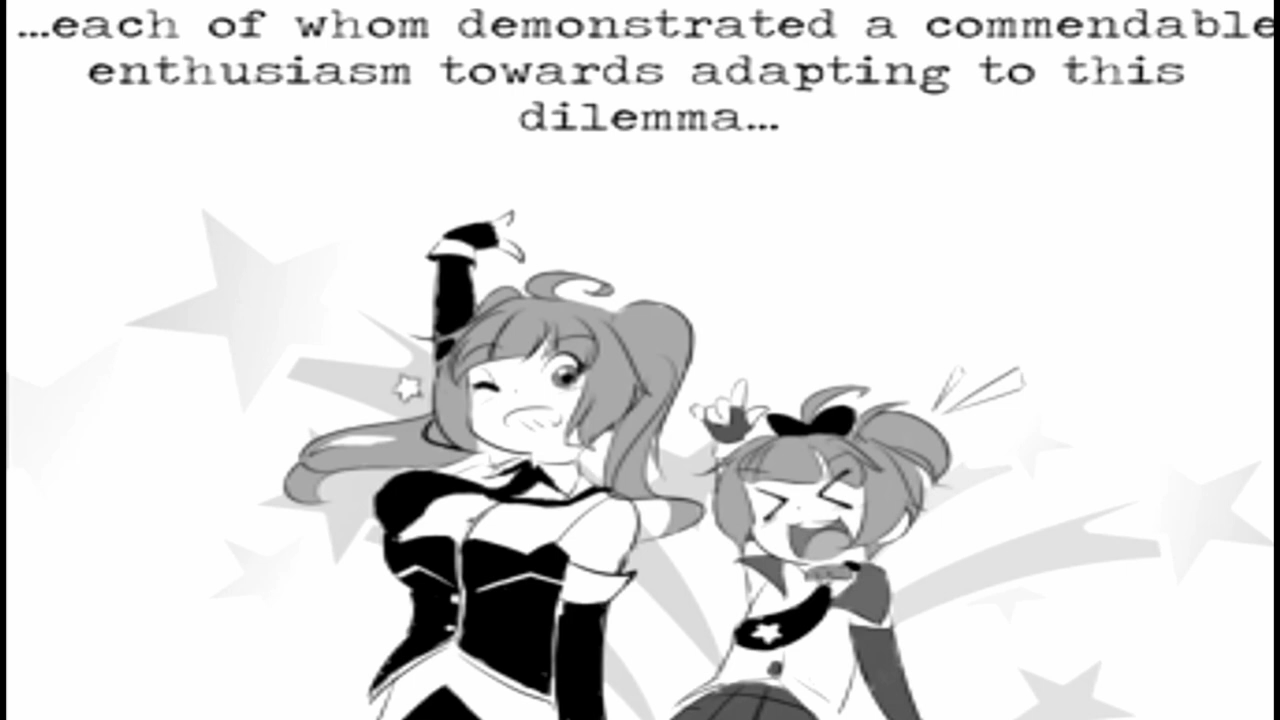 …each of whom demonstrated a commendable
enthusiasm towards adapting to this
dilemma…